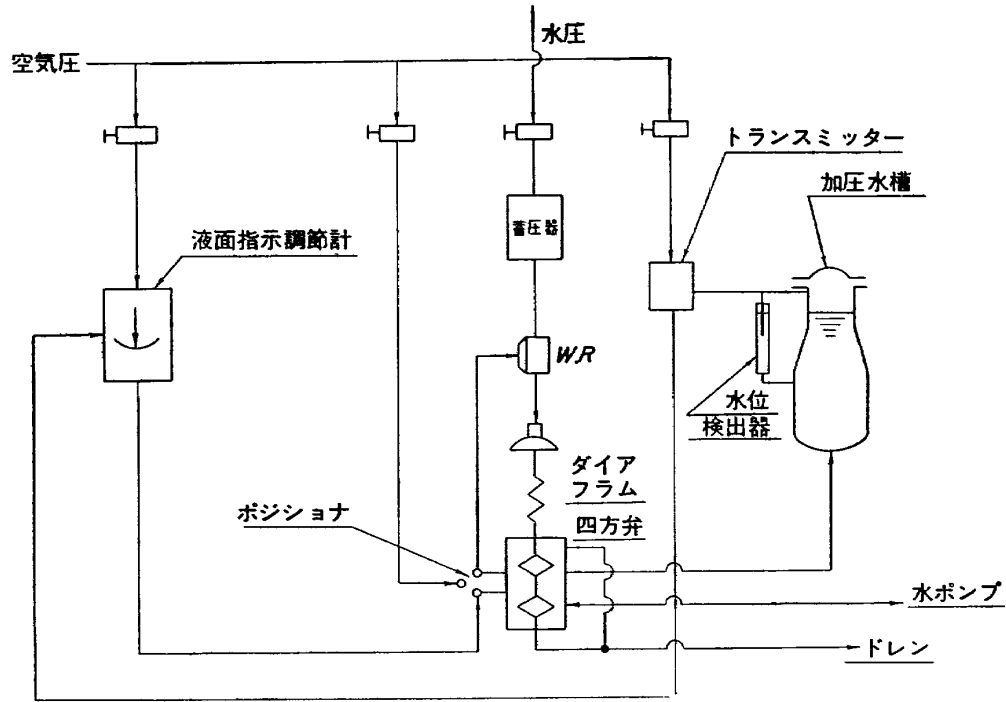 水圧
空気圧
トランスミッター
加圧水槽
蓄圧器
液面指示調節計
W.R
水位
検出器
ダイア
フラム
ポジショナ
四方弁
水ポンプ
ドレン